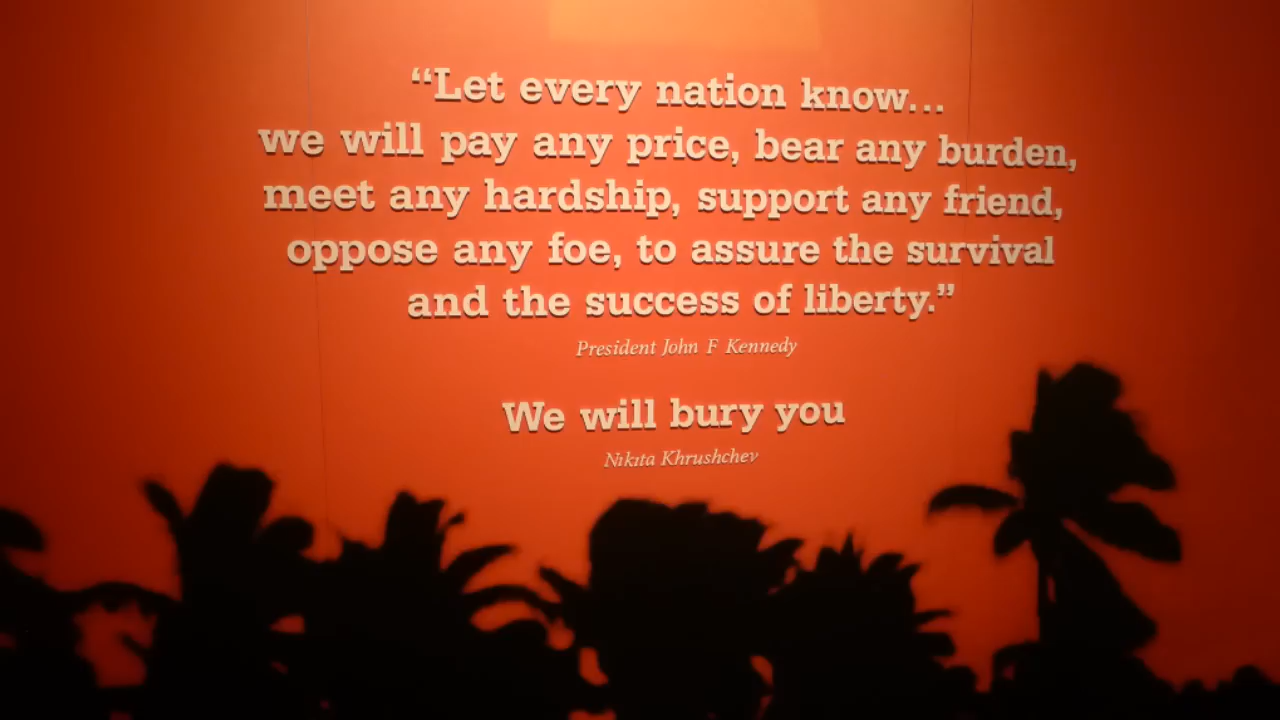 “Let every nation know...
we will pay any price, bear any burden,
meet any hardship, support any friend,
oppose any foe, to assure the survival
and the success of liberty.”
President John F Kennedy
We will bury you
Nikita Khrushchev